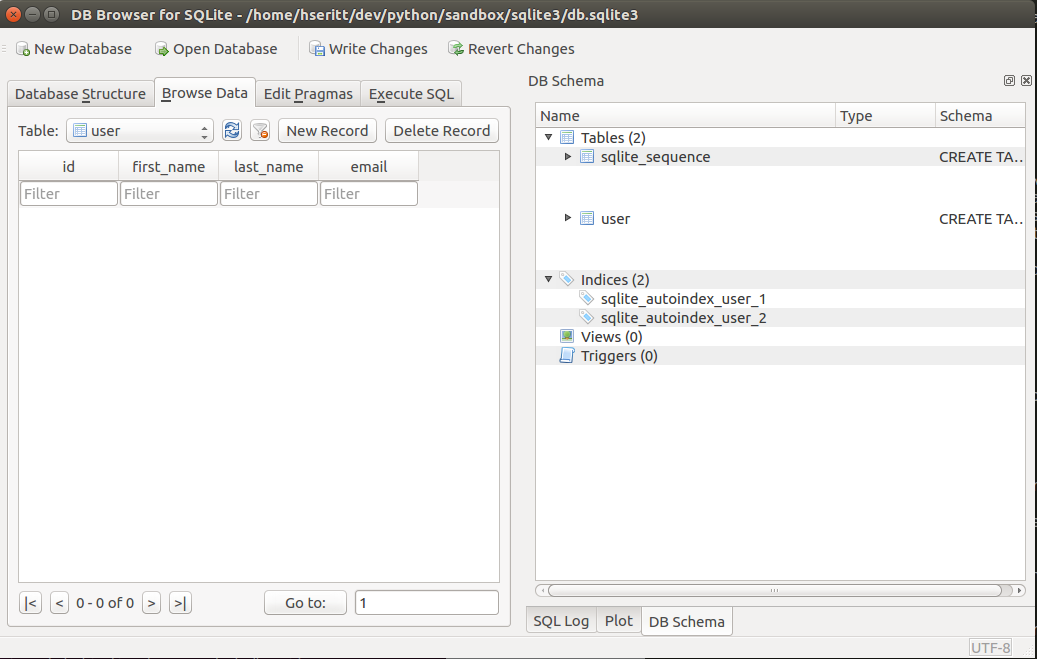 DB Browser for SQLite - /home/hseritt/dev/python/sandbox/sqlite3/db.sqlite3
New Database Open Database Write Changes Revert Changes
Database Structure Browse Data Edit Pragmas Execute SQL
Table: user New Record Delete Record
id first_name last_name email
Filter Filter Filter Filter
|< < 0 - 0 of 0 > >| Go to: 1
DB Schema
Name Type Schema
Tables (2)
sqlite_sequence CREATE TA...
user CREATE TA...
Indices (2)
sqlite_autoindex_user_1
sqlite_autoindex_user_2
Views (0)
Triggers (0)
SQL Log Plot DB Schema
UTF-8